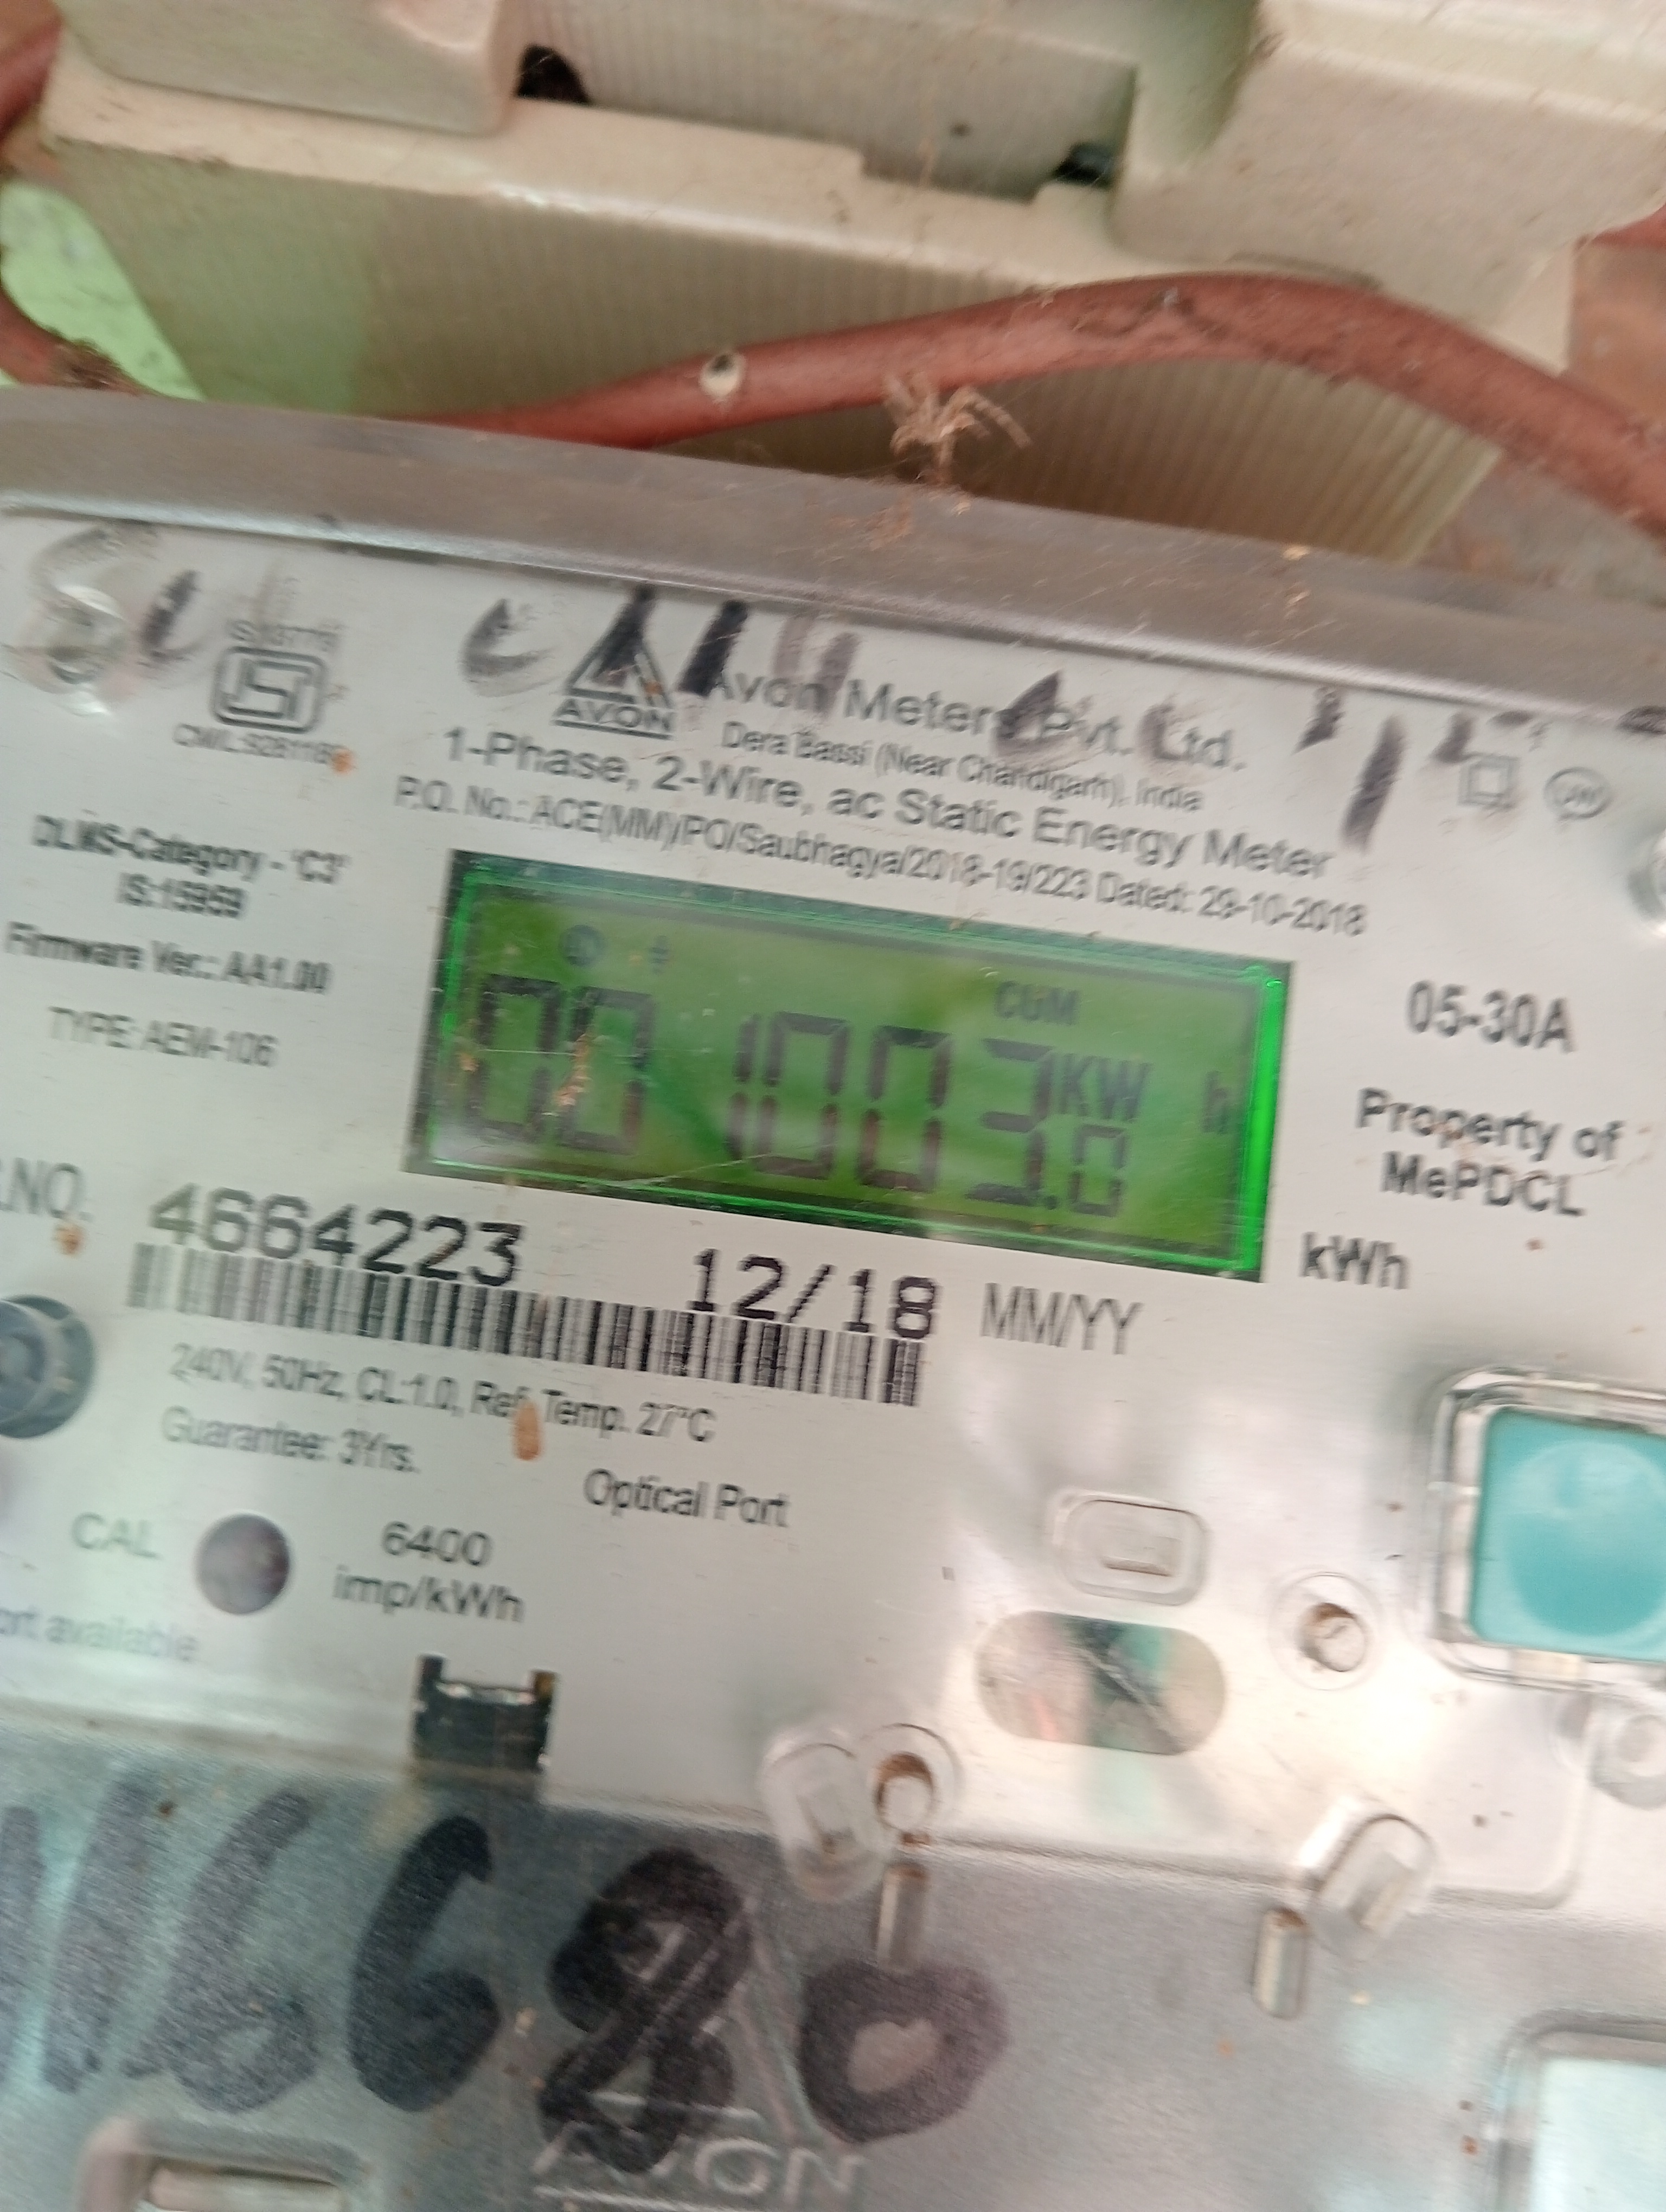 AVON
Avon Meters Pvt. Ltd.
Dera Bassi (Near Chandigarh), India
1-Phase, 2-Wire, ac Static Energy Meter
P.O. No.: ACE(MM)/PO/Saubhagya/2018-19/223 Dated: 29-10-2018
DLMS-Category - 'C3'
IS:15959
Firmware Ver.: AA1.00
TYPE: AEM-106
CUM
001003.0 KWh
05-30A
Property of
MePDCL
kWh
.NO. 4664223 12/18 MM/YY
240V, 50Hz, CL:1.0, Ref. Temp. 27°C
Guarantee: 3Yrs.
Optical Port
CAL 6400
imp/kWh
ort available
AVON